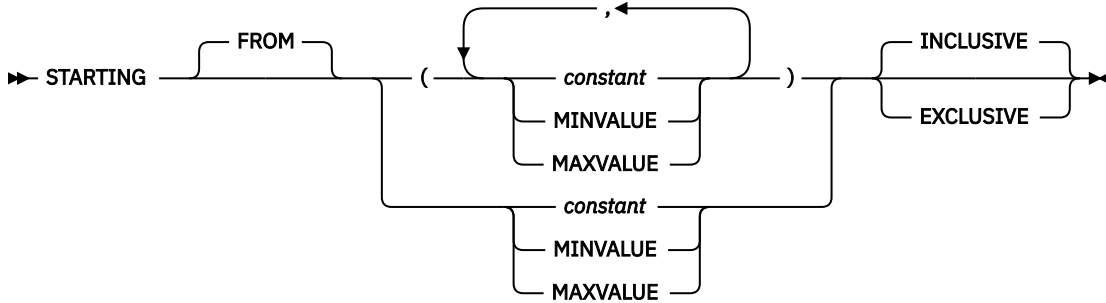 ,
FROM
INCLUSIVE
STARTING ( constant )
MINVALUE
EXCLUSIVE
MAXVALUE
constant
MINVALUE
MAXVALUE